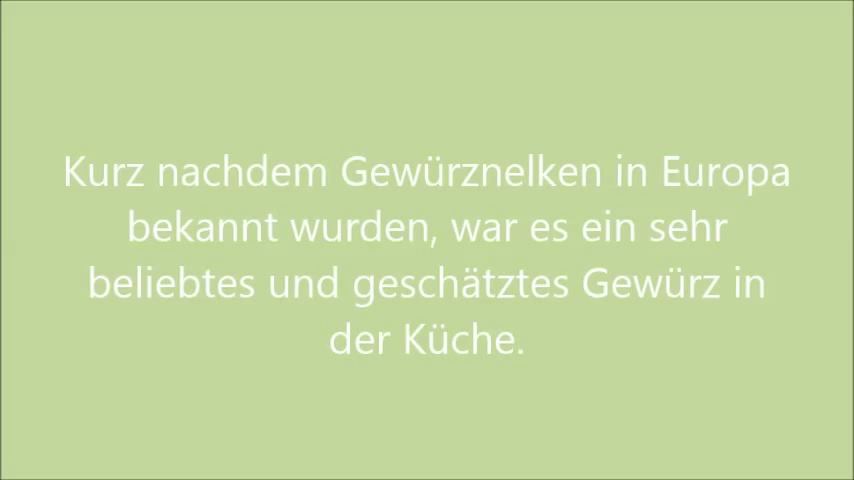 Kurz nachdem Gewürznelken in Europa
bekannt wurden, war es ein sehr
beliebtes und geschätztes Gewürz in
der Küche.